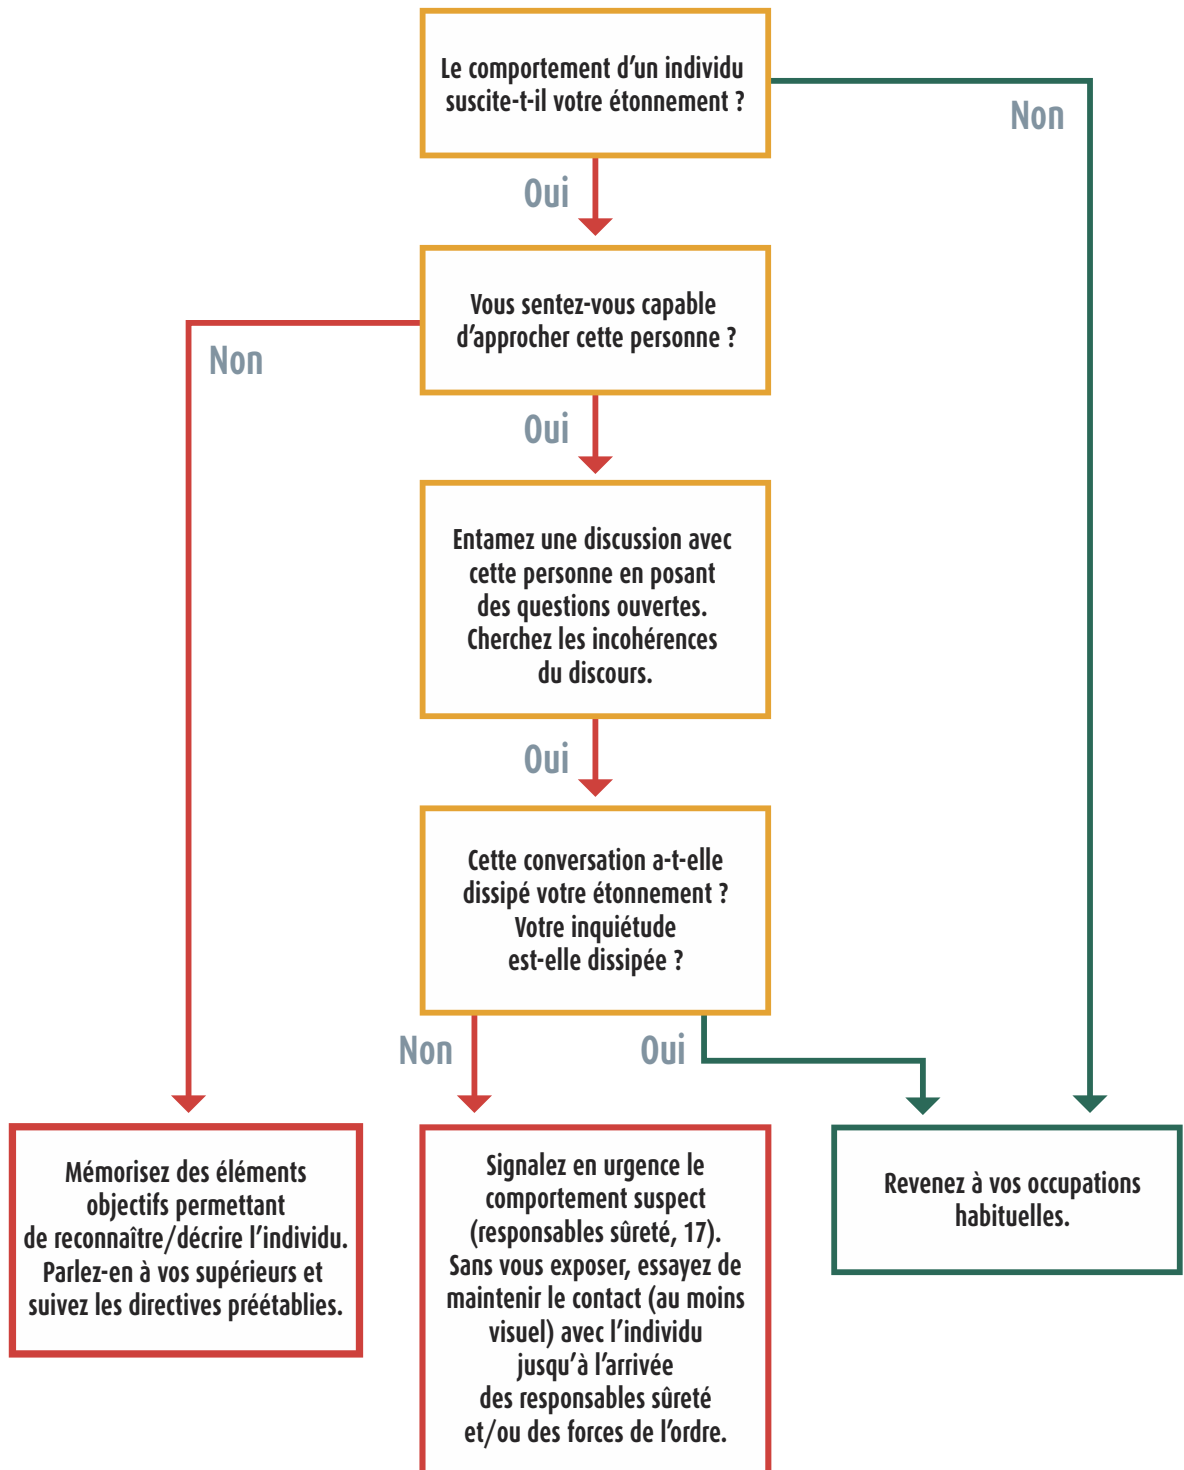 Le comportement d’un individu
suscite-t-il votre étonnement ?
Non
Oui
Vous sentez-vous capable
d’approcher cette personne ?
Non
Oui
Entamez une discussion avec
cette personne en posant
des questions ouvertes.
Cherchez les incohérences
du discours.
Oui
Cette conversation a-t-elle
dissipé votre étonnement ?
Votre inquiétude
est-elle dissipée ?
Non
Oui
Mémorisez des éléments
objectifs permettant
de reconnaître/décrire l’individu.
Parlez-en à vos supérieurs et
suivez les directives préétablies.
Signalez en urgence le
comportement suspect
(responsables sûreté, 17).
Sans vous exposer, essayez de
maintenir le contact (au moins
visuel) avec l’individu
jusqu’à l’arrivée
des responsables sûreté
et/ou des forces de l’ordre.
Revenez à vos occupations
habituelles.